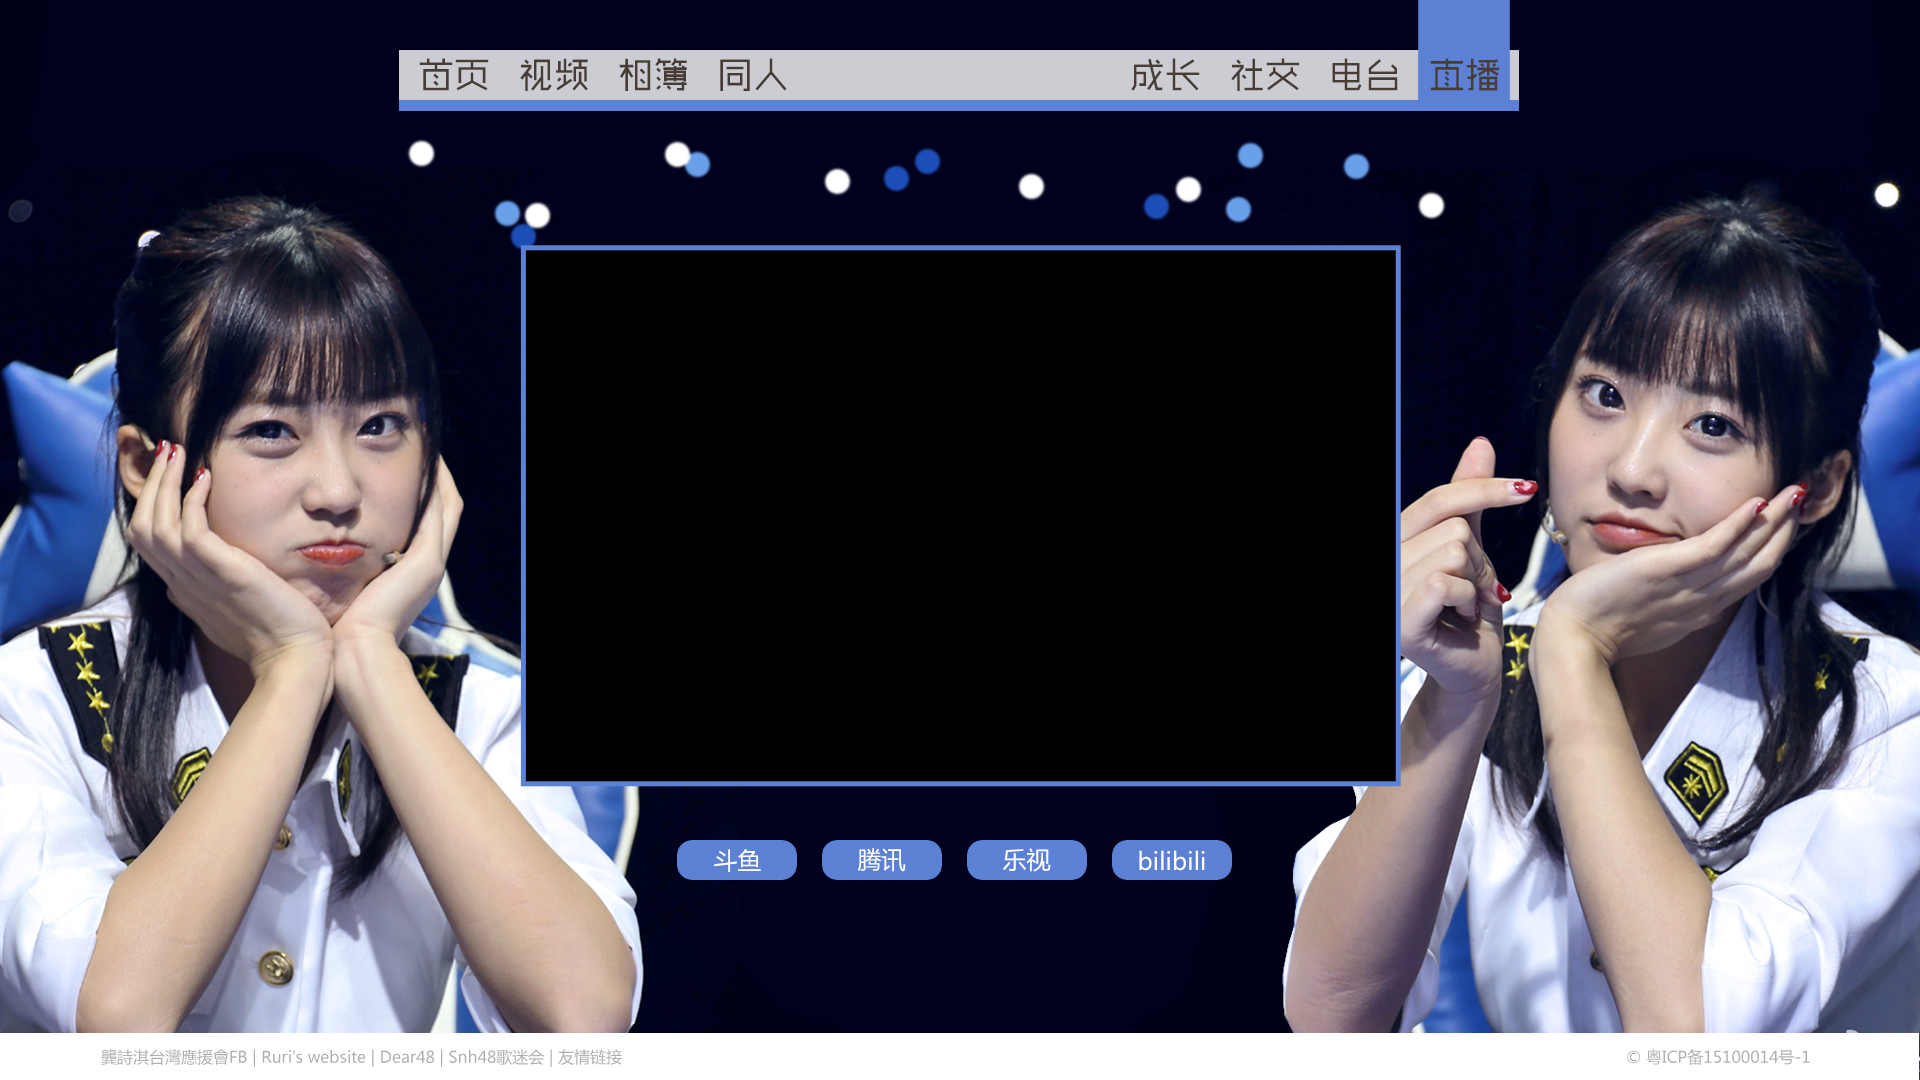 首页 视频 相簿 同人 成长 社交 电台 直播
斗鱼 腾讯 乐视 bilibili
龔詩淇台灣應援會FB | Ruri's website | Dear48 | Snh48歌迷会 | 友情链接 © 粤ICP备15100014号-1